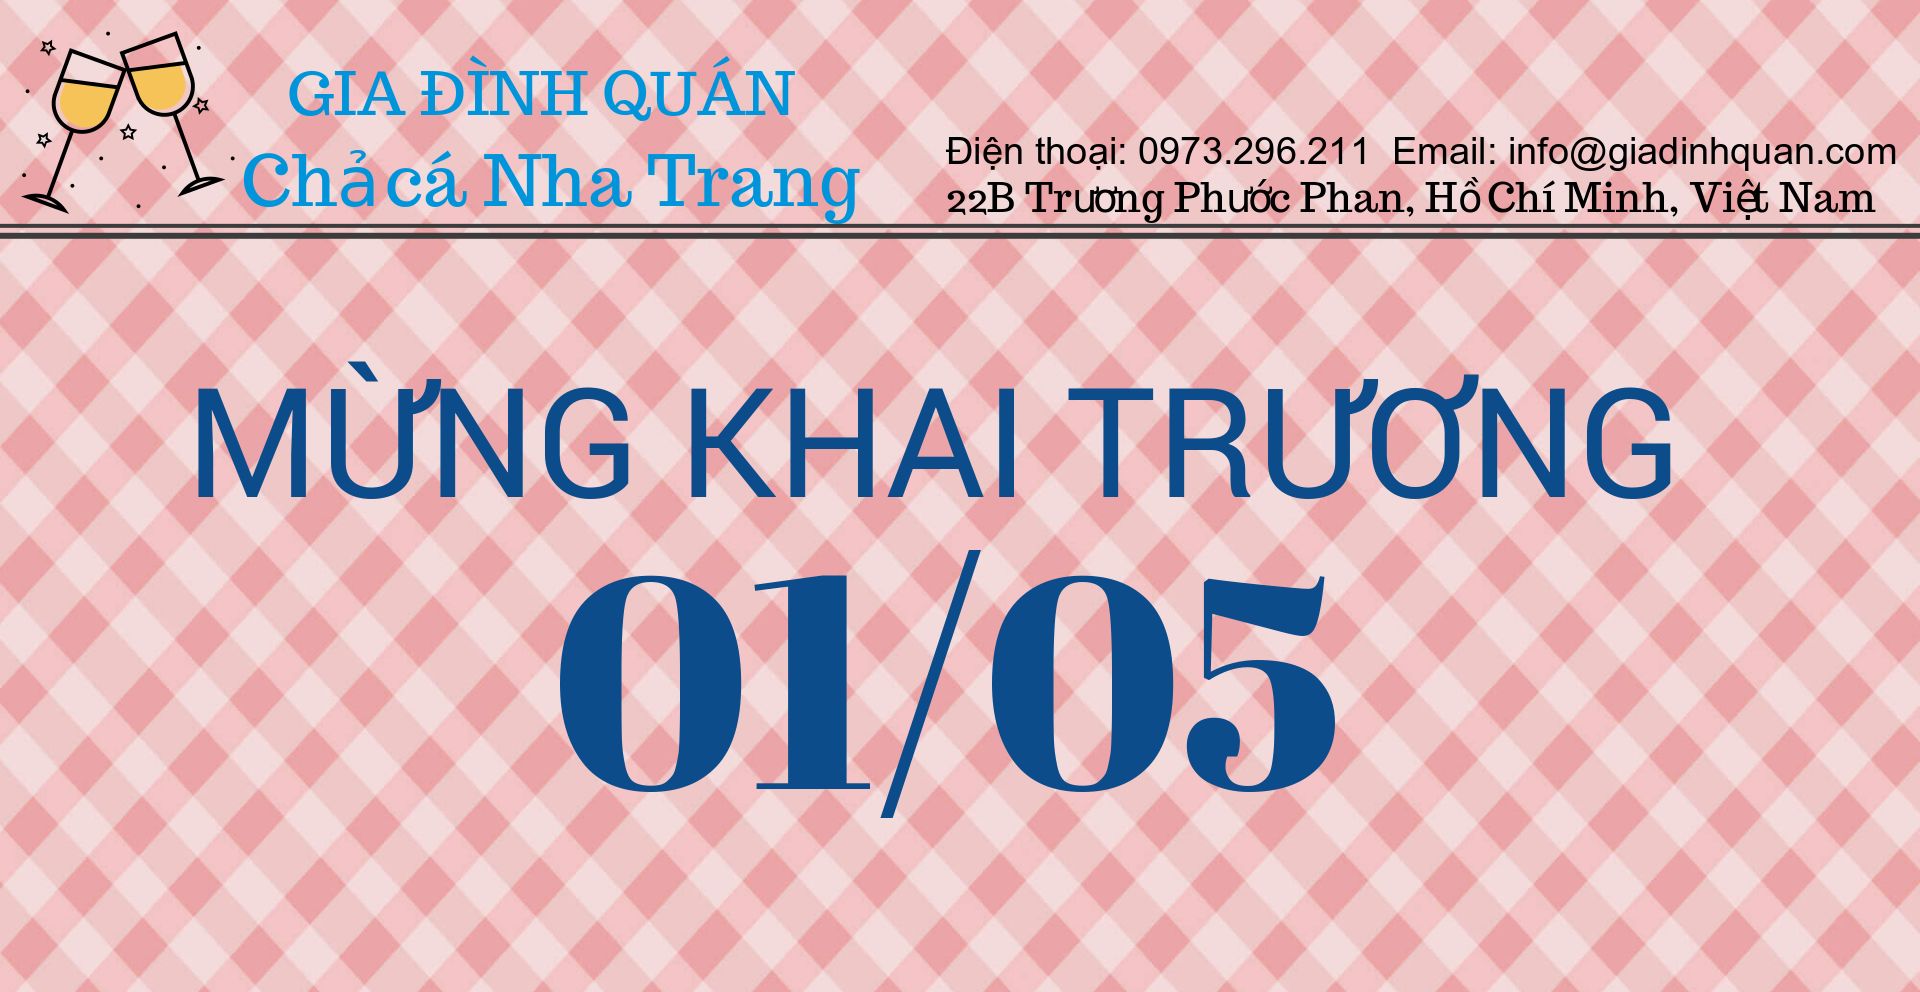 GIA ĐÌNH QUÁN
Chả cá Nha Trang
Điện thoại: 0973.296.211 Email: info@giadinhquan.com
22B Trương Phước Phan, Hồ Chí Minh, Việt Nam
MỪNG KHAI TRƯƠNG
01/05